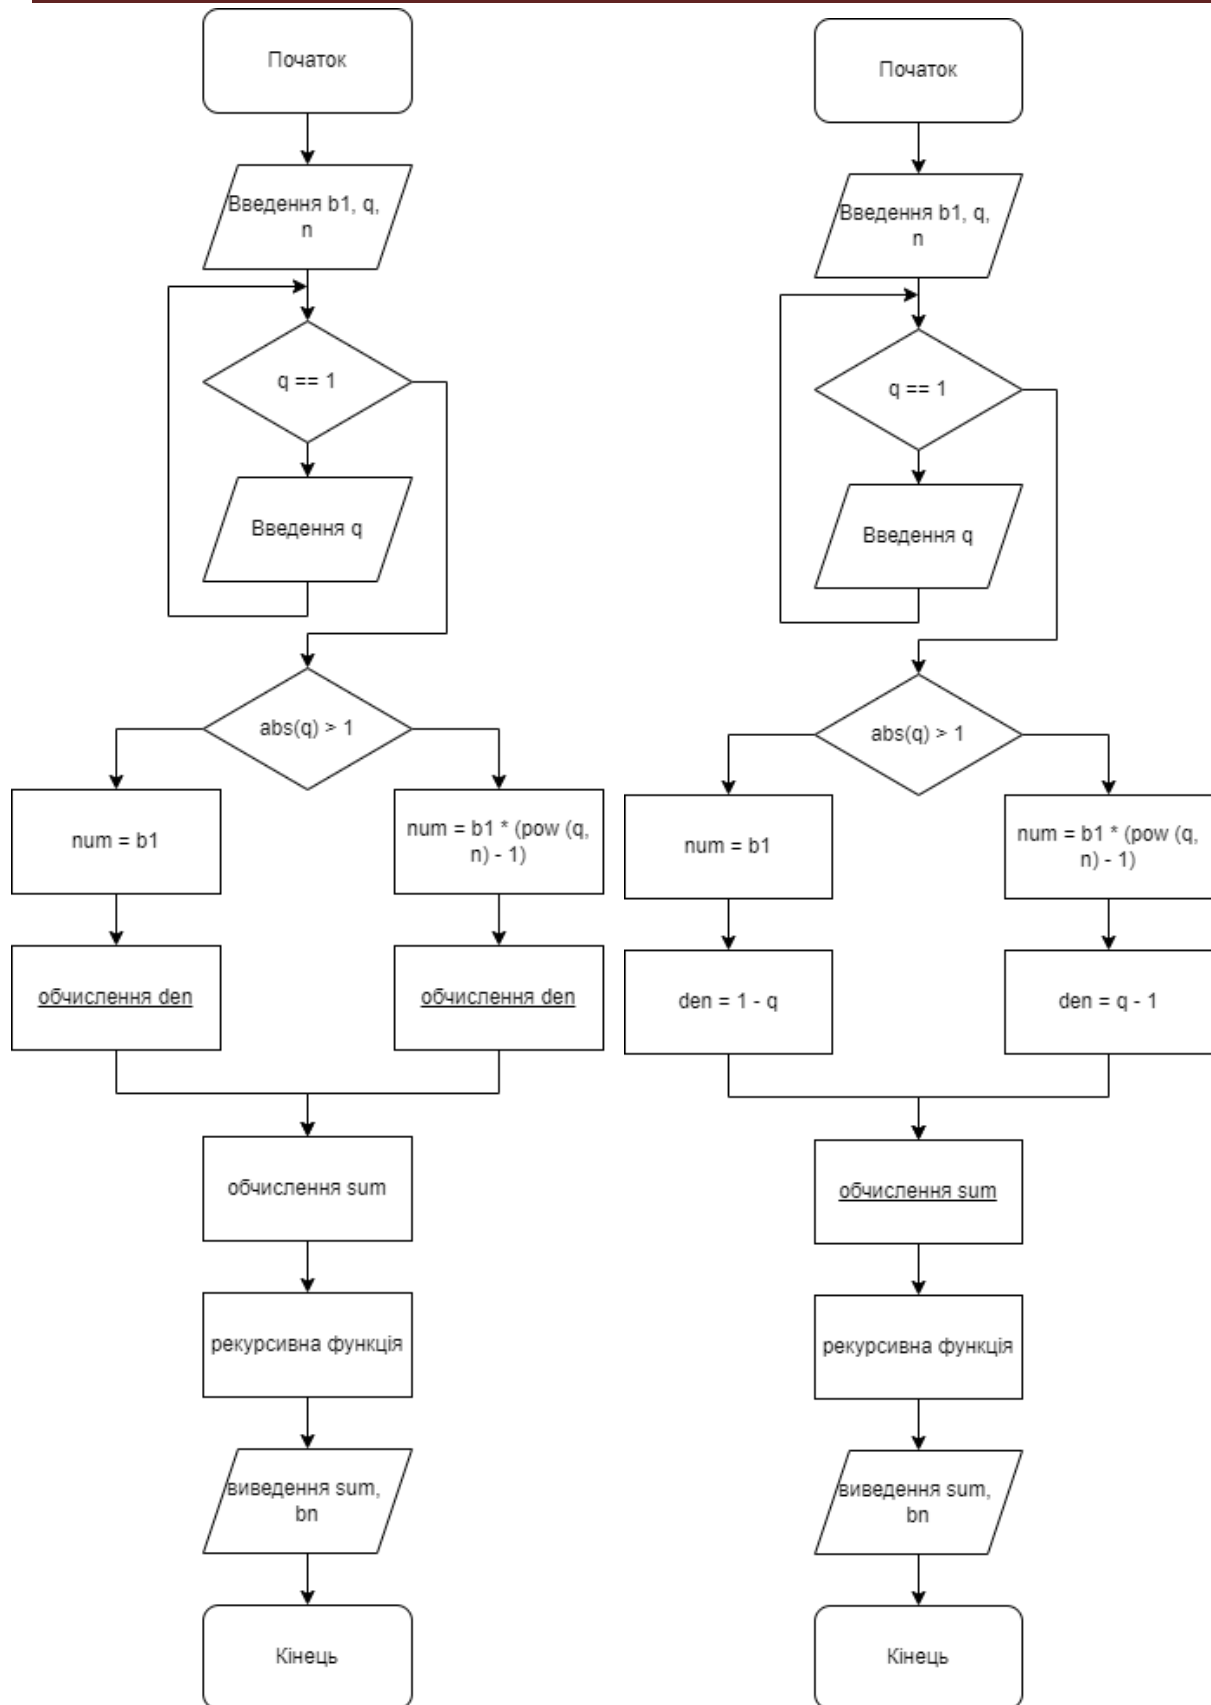 Початок
Введення b1, q,
n
q == 1
Введення q
abs(q) > 1
num = b1
num = b1 * (pow (q,
n) - 1)
обчислення den
обчислення den
обчислення sum
рекурсивна функція
виведення sum,
bn
Кінець
Початок
Введення b1, q,
n
q == 1
Введення q
abs(q) > 1
num = b1
num = b1 * (pow (q,
n) - 1)
den = 1 - q
den = q - 1
обчислення sum
рекурсивна функція
виведення sum,
bn
Кінець